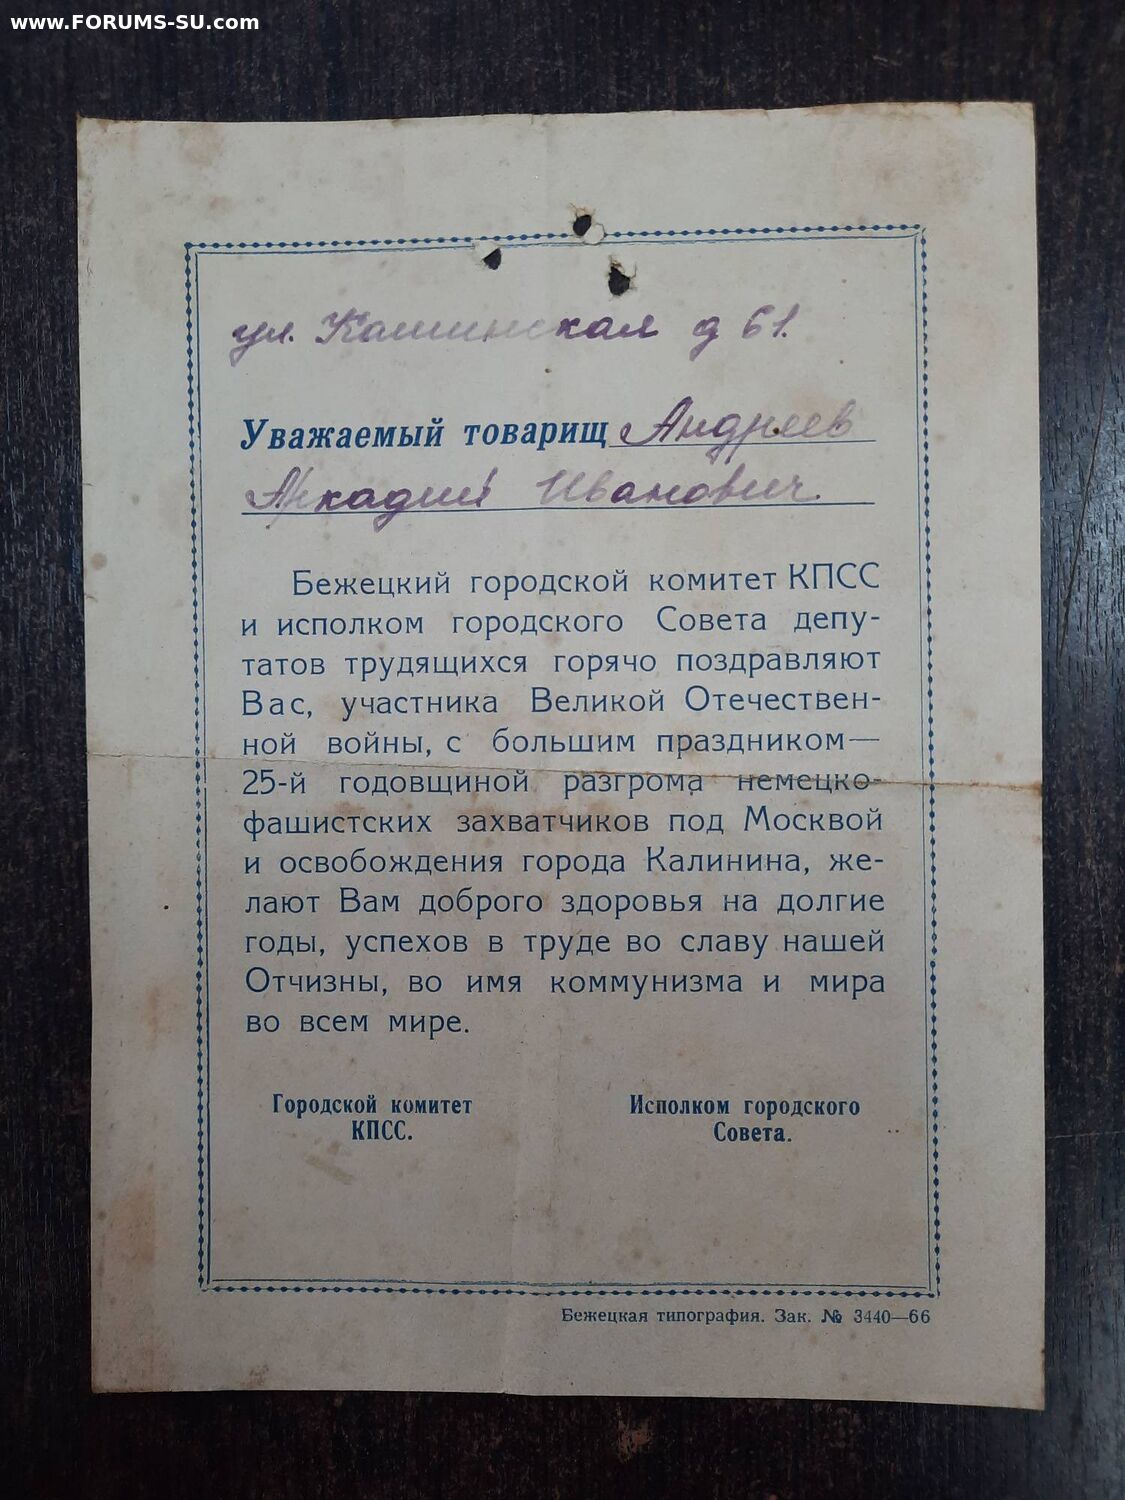 www.FORUMS-SU.com
ул. Кашинская д 61.
Уважаемый товарищ Андреев
Аркадий Иванович.
Бежецкий городской комитет КПСС
и исполком городского Совета депу-
татов трудящихся горячо поздравляют
Вас, участника Великой Отечествен-
ной войны, с большим праздником—
25-й годовщиной разгрома немецко-
фашистских захватчиков под Москвой
и освобождения города Калинина, же-
лают Вам доброго здоровья на долгие
годы, успехов в труде во славу нашей
Отчизны, во имя коммунизма и мира
во всем мире.
Городской комитет
КПСС.
Исполком городского
Совета.
Бежецкая типография. Зак. № 3440—66